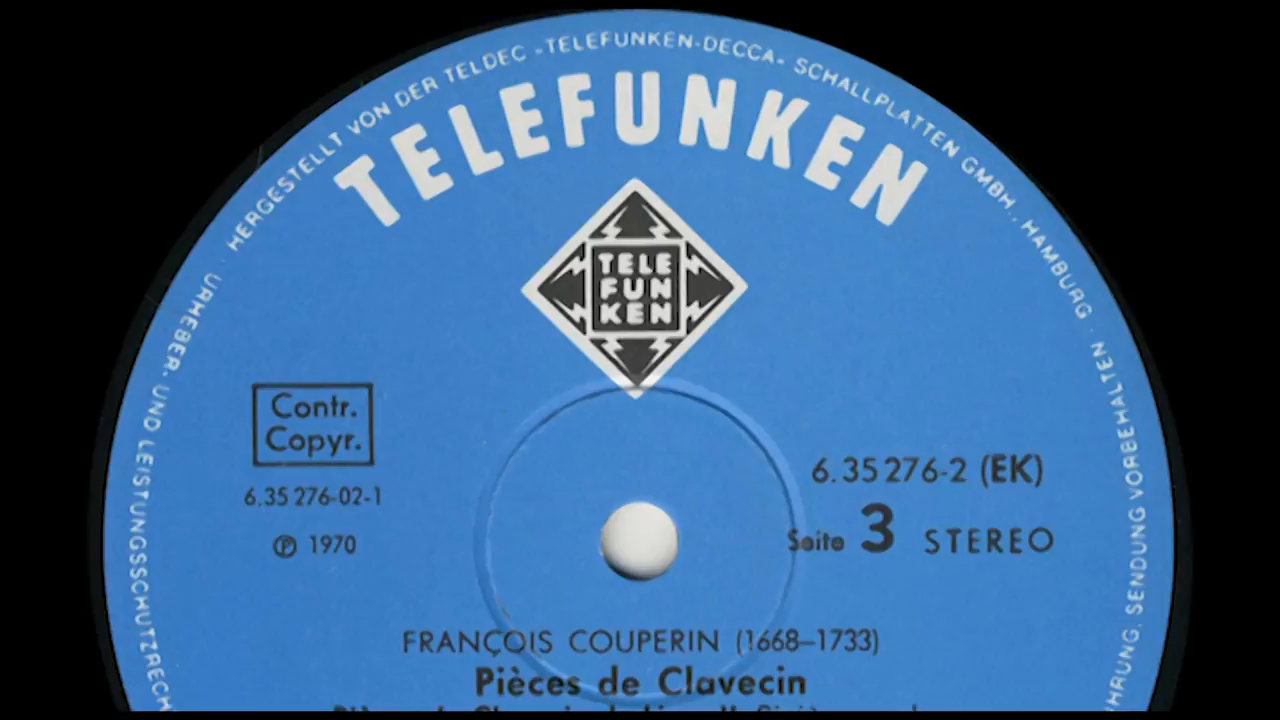 HERGESTELLT VON DER TELDEC »TELEFUNKEN-DECCA« SCHALLPLATTEN GMBH., HAMBURG ·
URHEBER- UND LEISTUNGSSCHUTZRECH
SENDUNG VORBEHALTEN
TELEFUNKEN
TELE
FUN
KEN
Contr.
Copyr.
6.35 276-02-1
℗ 1970
6.35 276-2 (EK)
Seite 3 STEREO
FRANÇOIS COUPERIN (1668–1733)
Pièces de Clavecin